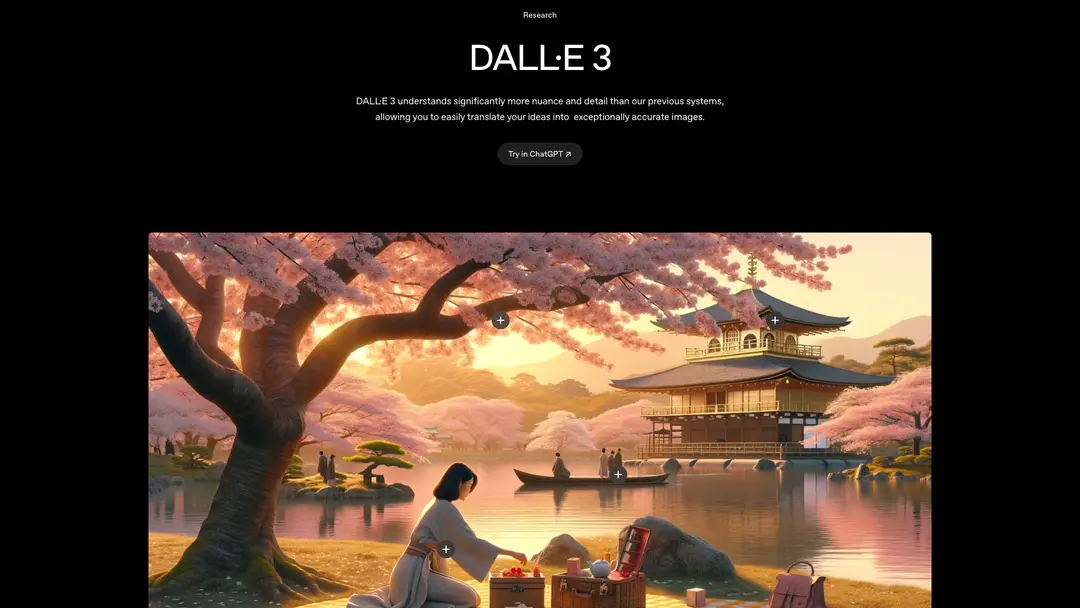 Research
DALL·E 3
DALL·E 3 understands significantly more nuance and detail than our previous systems,
allowing you to easily translate your ideas into exceptionally accurate images.
Try in ChatGPT ↗